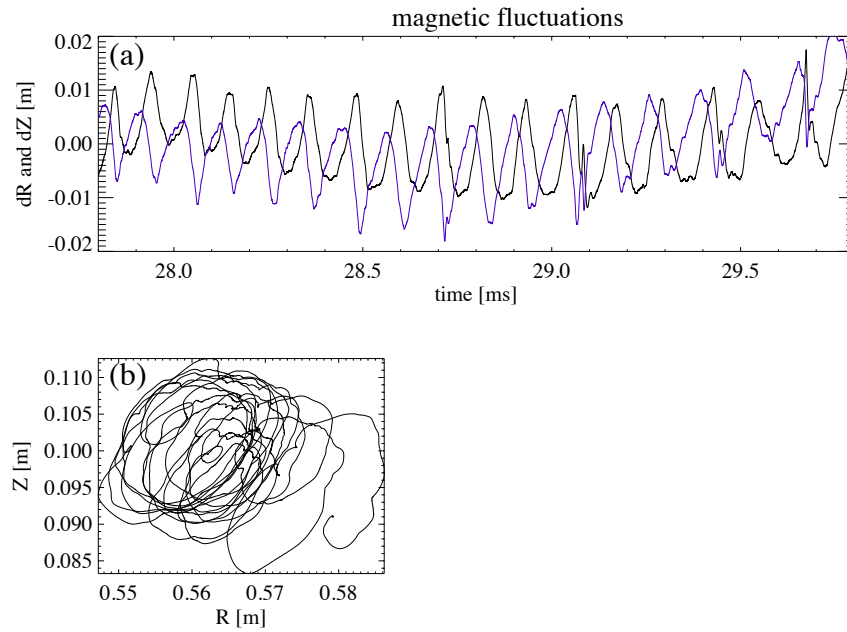 magnetic fluctuations
(a)
dR and dZ [m]
0.02
0.01
0.00
-0.01
-0.02
28.0 28.5 29.0 29.5
time [ms]
(b)
Z [m]
0.110
0.105
0.100
0.095
0.090
0.085
0.55 0.56 0.57 0.58
R [m]